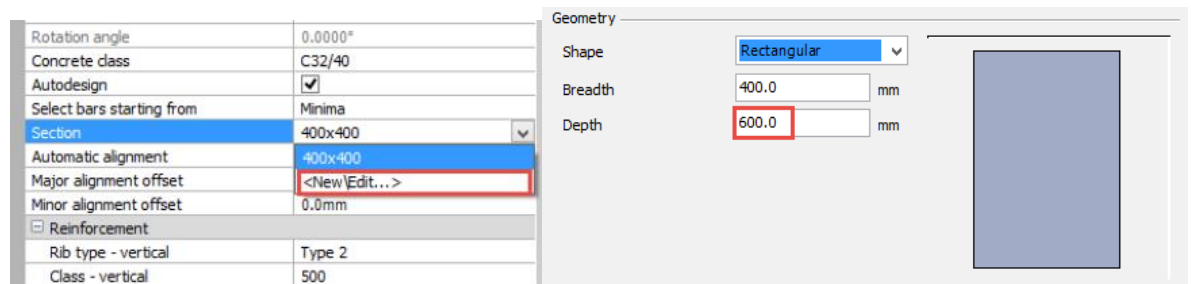 Rotation angle 0.0000°
Concrete class C32/40
Autodesign
Select bars starting from Minima
Section 400x400
Automatic alignment 400x400
Major alignment offset <New\Edit...>
Minor alignment offset 0.0mm
Reinforcement
Rib type - vertical Type 2
Class - vertical 500
Geometry
Shape Rectangular
Breadth 400.0 mm
Depth 600.0 mm